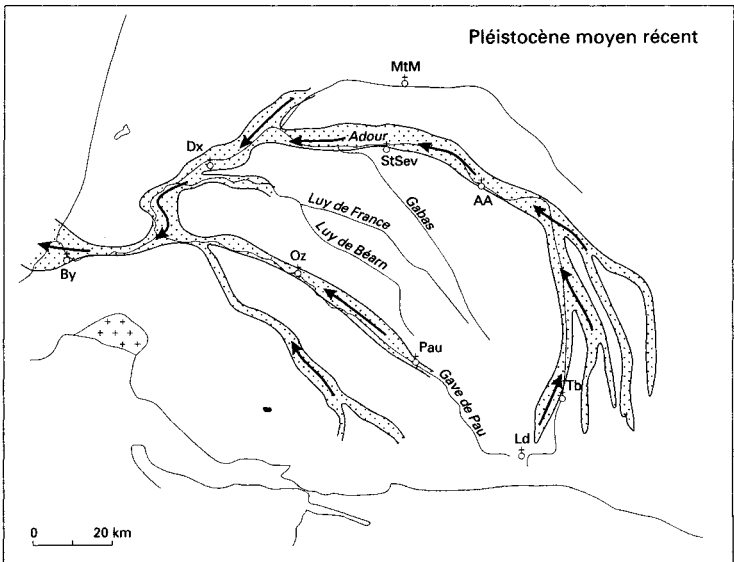 Pléistocène moyen récent
MtM
Adour
Dx
StSev
AA
Luy de France
Gabas
Luy de Béarn
Oz
By
Pau
Gave de Pau
Tb
Ld
0 20 km